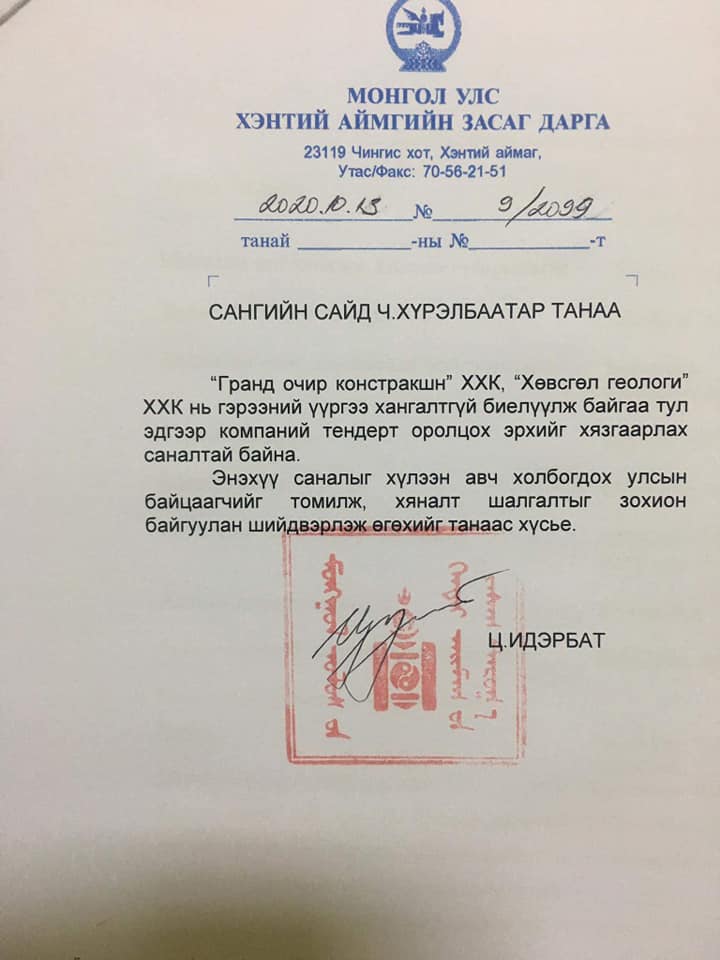 МОНГОЛ УЛС
ХЭНТИЙ АЙМГИЙН ЗАСАГ ДАРГА
23119 Чингис хот, Хэнтий аймаг,
Утас/Факс: 70-56-21-51
2020.10.13 № 9/2099
танай ____________-ны №____________-т
САНГИЙН САЙД Ч.ХҮРЭЛБААТАР ТАНАА
“Гранд очир констракшн” ХХК, “Хөвсгөл геологи”
ХХК нь гэрээний үүргээ хангалтгүй биелүүлж байгаа тул
эдгээр компаний тендерт оролцох эрхийг хязгаарлах
саналтай байна.
Энэхүү саналыг хүлээн авч холбогдох улсын
байцаагчийг томилж, хяналт шалгалтыг зохион
байгуулан шийдвэрлэж өгөхийг танаас хүсье.
Ц.ИДЭРБАТ